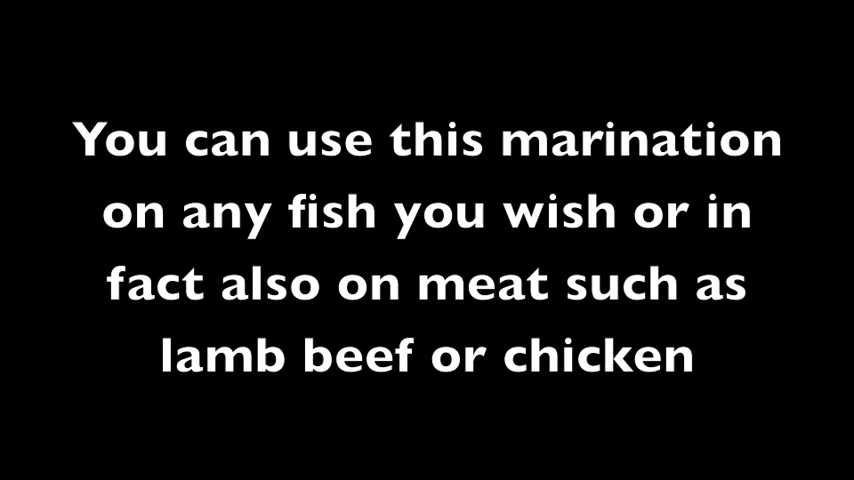 You can use this marination
on any fish you wish or in
fact also on meat such as
lamb beef or chicken